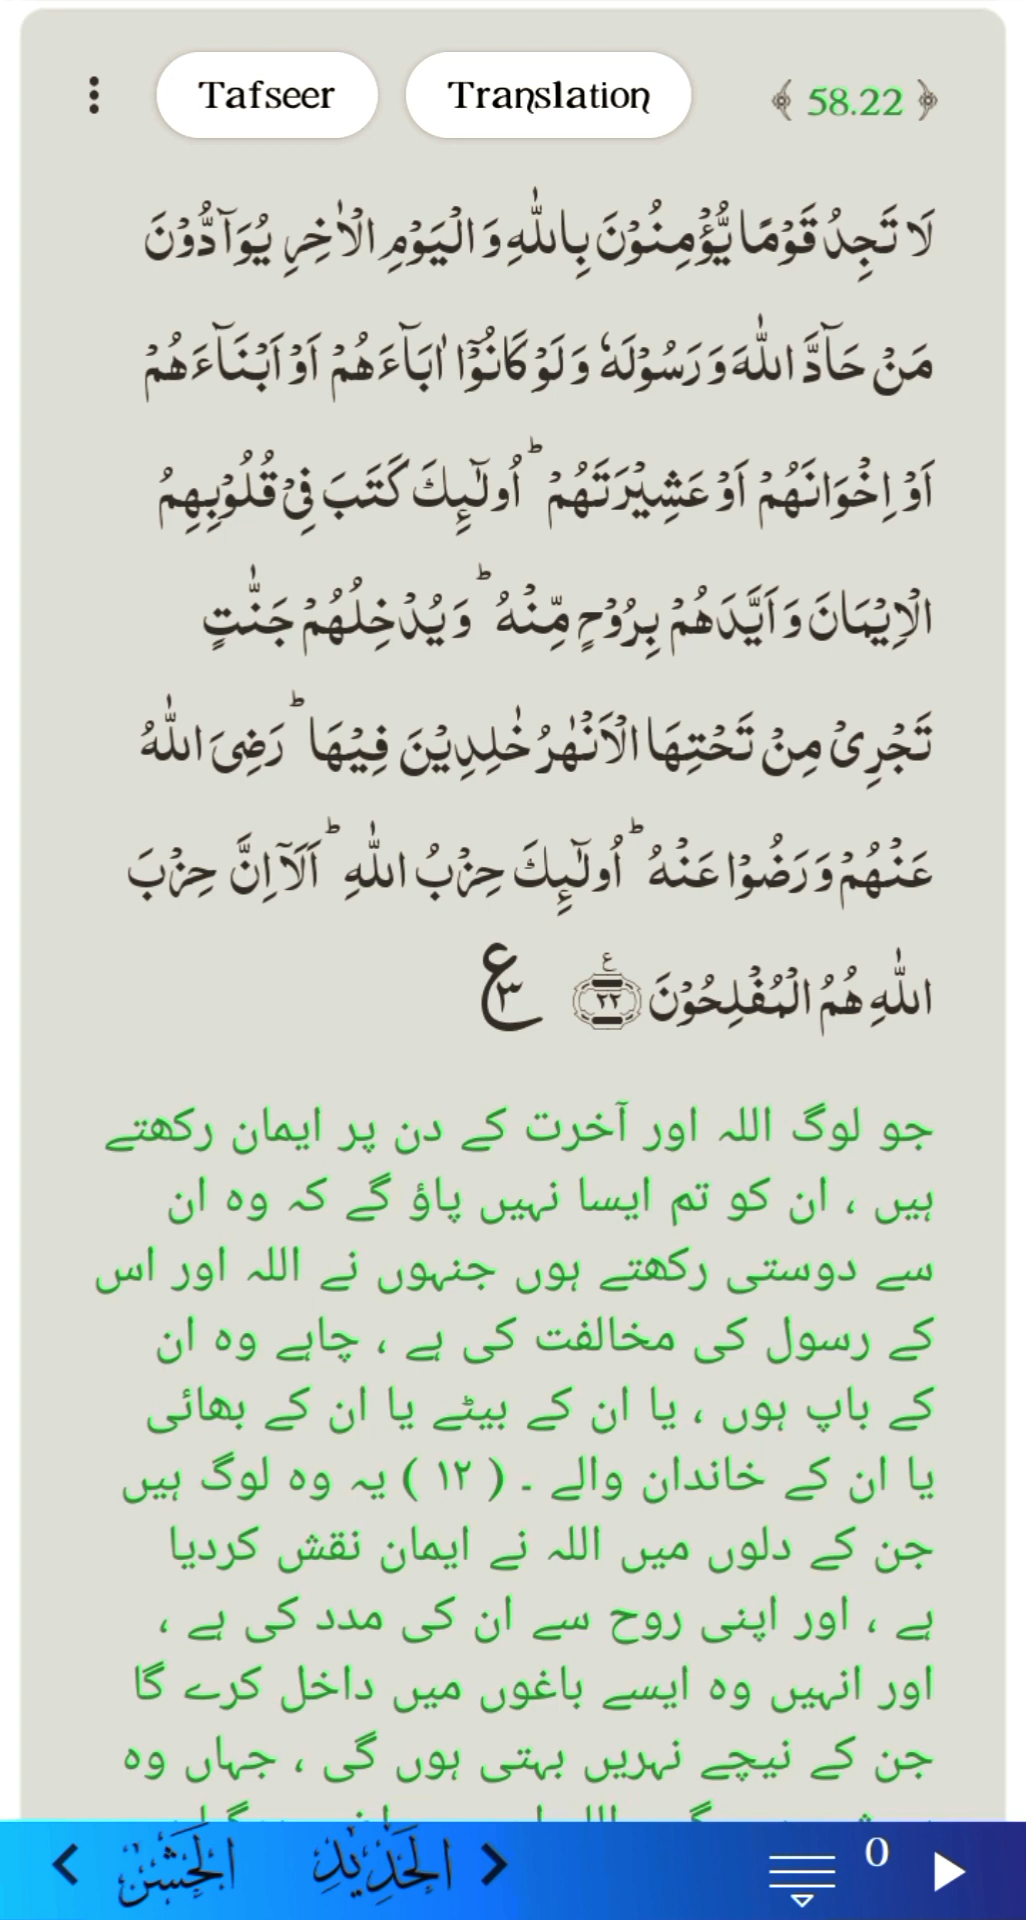 Tafseer
Translation
58.22
لَا تَجِدُ قَوْمًا يُّؤْمِنُوْنَ بِاللّٰهِ وَ الْيَوْمِ الْاٰخِرِ يُوَآدُّوْنَ
مَنْ حَآدَّ اللّٰهَ وَ رَسُوْلَهٗ وَ لَوْ كَانُوْۤا اٰبَآءَهُمْ اَوْ اَبْنَآءَهُمْ
اَوْ اِخْوَانَهُمْ اَوْ عَشِيْرَتَهُمْ ؕ اُولٰٓىِٕكَ كَتَبَ فِيْ قُلُوْبِهِمُ
الْاِيْمَانَ وَ اَيَّدَهُمْ بِرُوْحٍ مِّنْهُ ؕ وَ يُدْخِلُهُمْ جَنّٰتٍ
تَجْرِيْ مِنْ تَحْتِهَا الْاَنْهٰرُ خٰلِدِيْنَ فِيْهَا ؕ رَضِيَ اللّٰهُ
عَنْهُمْ وَ رَضُوْا عَنْهُ ؕ اُولٰٓىِٕكَ حِزْبُ اللّٰهِ ؕ اَلَاۤ اِنَّ حِزْبَ
اللّٰهِ هُمُ الْمُفْلِحُوْنَ ۲۲ ع ع ۳
جو لوگ اللہ اور آخرت کے دن پر ایمان رکھتے
ہیں ، ان کو تم ایسا نہیں پاؤ گے کہ وہ ان
سے دوستی رکھتے ہوں جنہوں نے اللہ اور اس
کے رسول کی مخالفت کی ہے ، چاہے وہ ان
کے باپ ہوں ، یا ان کے بیٹے یا ان کے بھائی
یا ان کے خاندان والے ۔ ( ۱۲ ) یہ وہ لوگ ہیں
جن کے دلوں میں اللہ نے ایمان نقش کردیا
ہے ، اور اپنی روح سے ان کی مدد کی ہے ،
اور انہیں وہ ایسے باغوں میں داخل کرے گا
جن کے نیچے نہریں بہتی ہوں گی ، جہاں وہ
الحَدِيْدِ
0